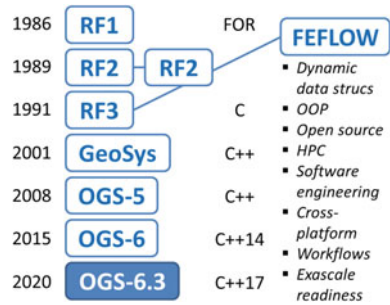 1986 RF1 FOR FEFLOW
1989 RF2 RF2
1991 RF3 C
2001 GeoSys C++
2008 OGS-5 C++
2015 OGS-6 C++14
2020 OGS-6.3 C++17
▪ Dynamic
data strucs
▪ OOP
▪ Open source
▪ HPC
▪ Software
engineering
▪ Cross-
platform
▪ Workflows
▪ Exascale
readiness